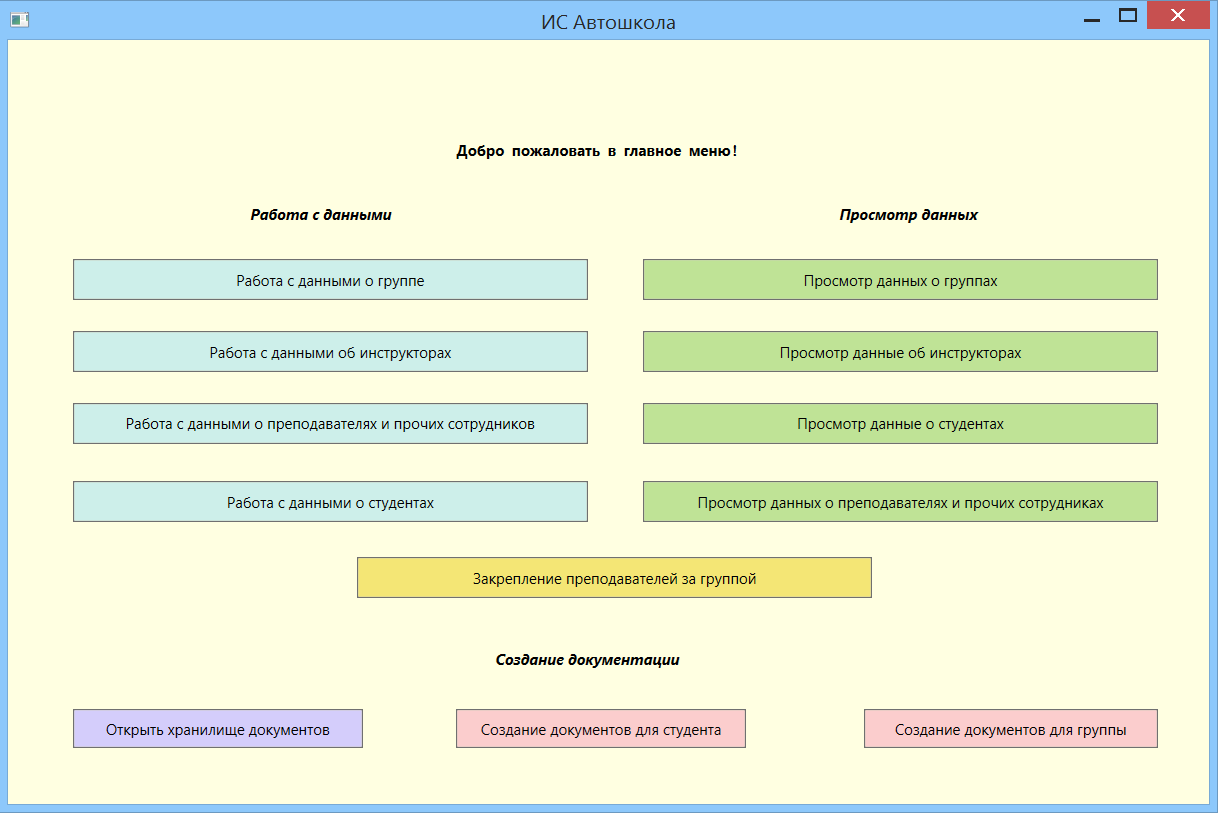 ИС Автошкола
Добро пожаловать в главное меню!
Работа с данными
Просмотр данных
Работа с данными о группе
Просмотр данных о группах
Работа с данными об инструкторах
Просмотр данные об инструкторах
Работа с данными о преподавателях и прочих сотрудников
Просмотр данные о студентах
Работа с данными о студентах
Просмотр данных о преподавателях и прочих сотрудниках
Закрепление преподавателей за группой
Создание документации
Открыть хранилище документов
Создание документов для студента
Создание документов для группы